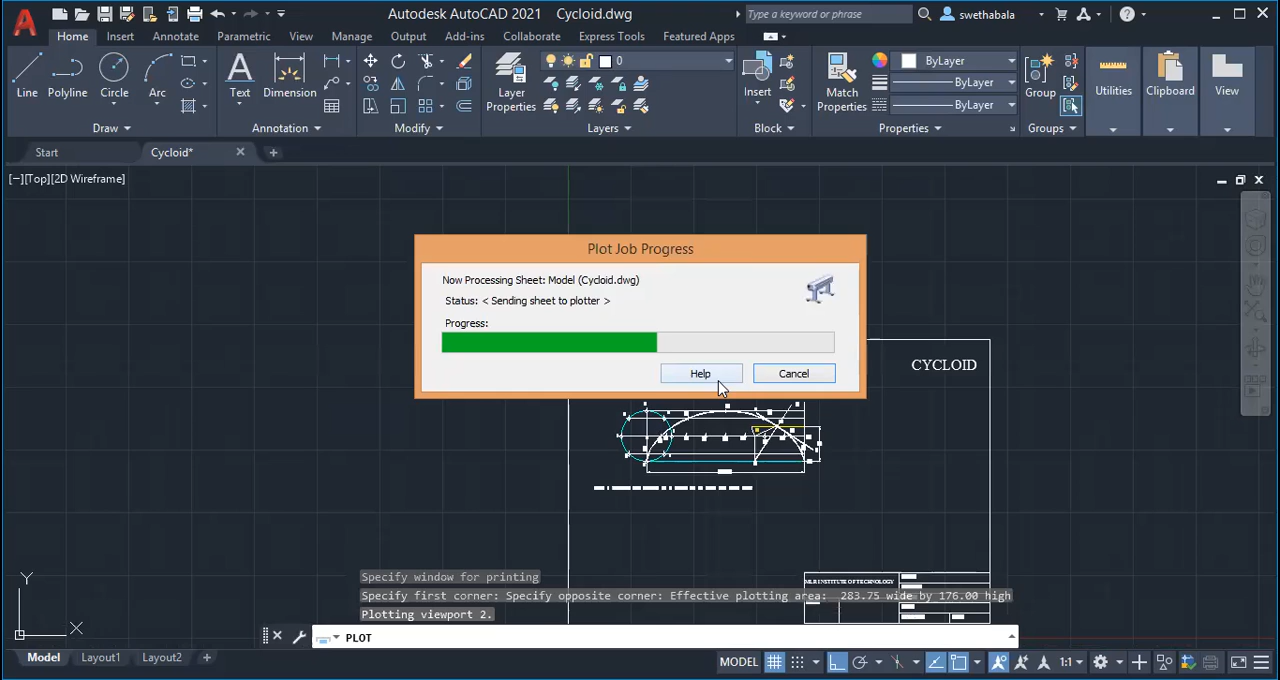 Autodesk AutoCAD 2021 Cycloid.dwg
Type a keyword or phrase
swethabala
Home Insert Annotate Parametric View Manage Output Add-ins Collaborate Express Tools Featured Apps
Line Polyline Circle Arc
Text Dimension
Layer Properties
0
Insert
Match Properties
ByLayer
ByLayer
ByLayer
Group
Utilities
Clipboard
View
Draw Annotation Modify Layers Block Properties Groups
Start Cycloid*
[−][Top][2D Wireframe]
Plot Job Progress
Now Processing Sheet: Model (Cycloid.dwg)
Status: < Sending sheet to plotter >
Progress:
Help Cancel
CYCLOID
MLR INSTITUTE OF TECHNOLOGY
Specify window for printing
Specify first corner: Specify opposite corner: Effective plotting area: 283.75 wide by 176.00 high
Plotting viewport 2.
Y
X
PLOT
Model Layout1 Layout2 +
MODEL
1:1